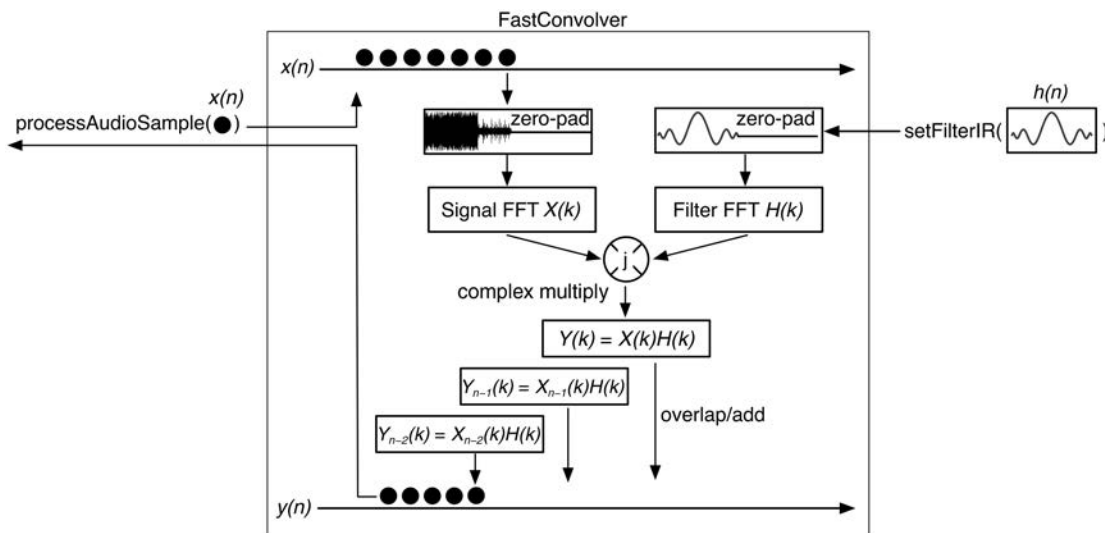 FastConvolver
x(n)
x(n)
processAudioSample( )
zero-pad
zero-pad
h(n)
setFilterIR( )
Signal FFT X(k)
Filter FFT H(k)
j
complex multiply
Y(k) = X(k)H(k)
Yn−1(k) = Xn−1(k)H(k)
overlap/add
Yn−2(k) = Xn−2(k)H(k)
y(n)